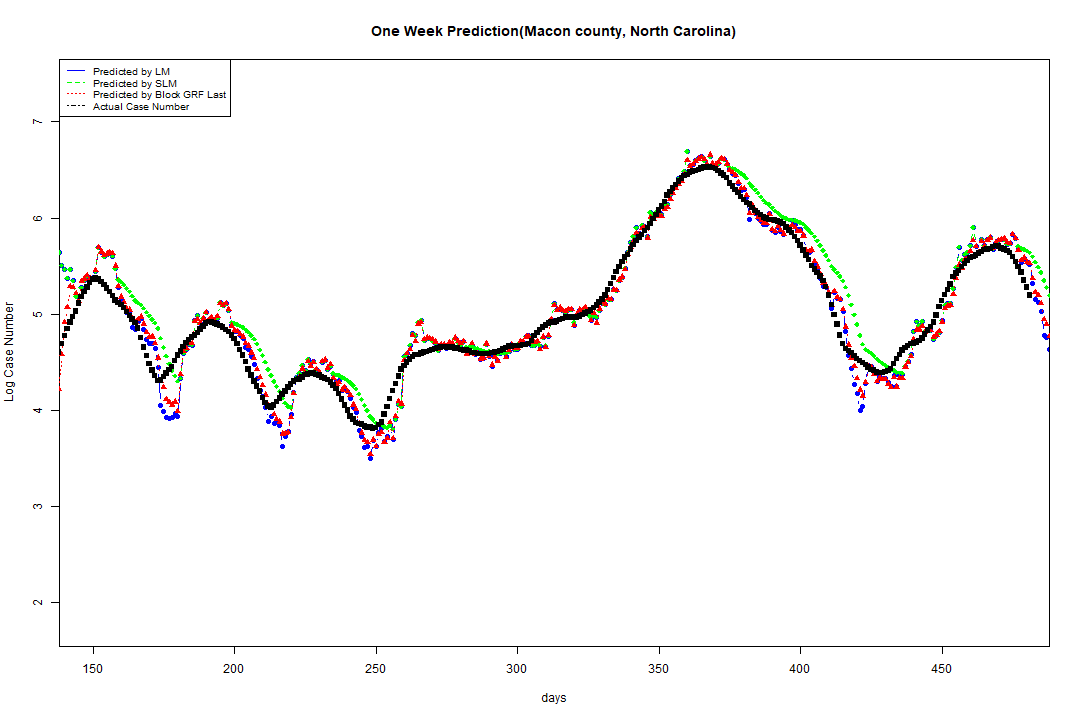 One Week Prediction(Macon county, North Carolina)
Predicted by LM
Predicted by SLM
Predicted by Block GRF Last
Actual Case Number
7
6
5
4
3
2
Log Case Number
150 200 250 300 350 400 450
days